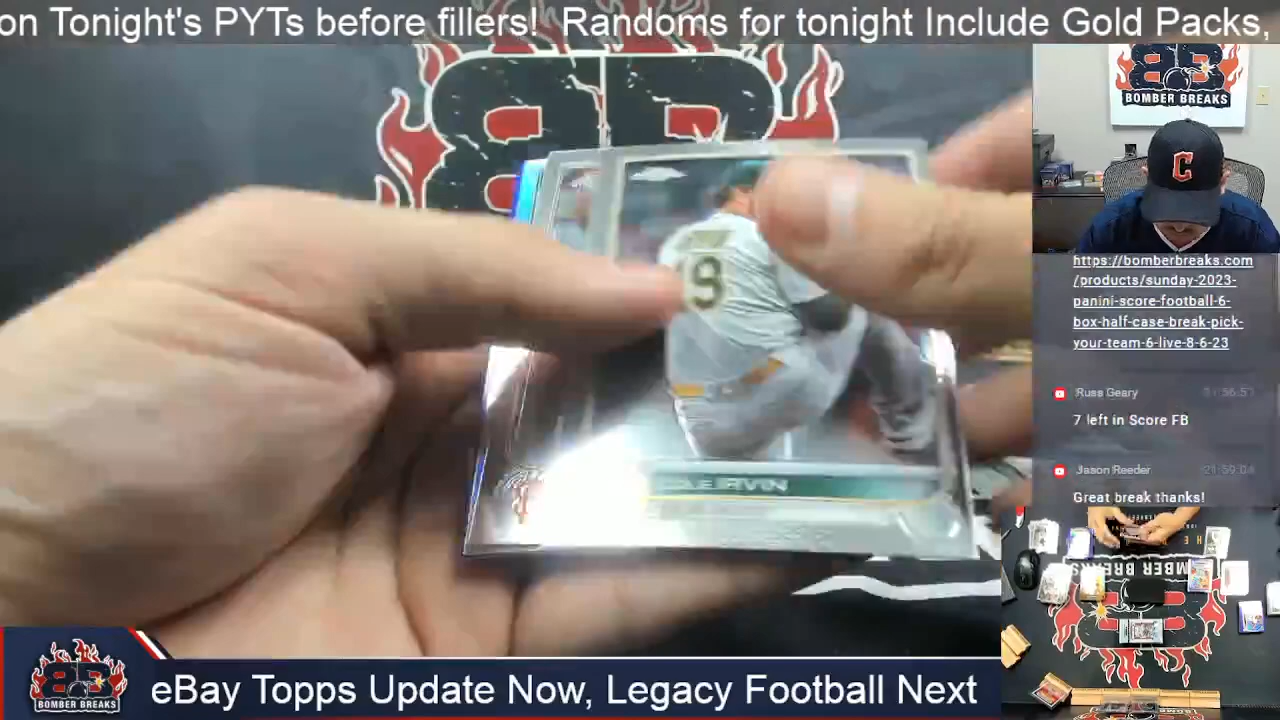 on Tonight's PYTs before fillers!  Randoms for tonight Include Gold Packs,
BOMBER BREAKS
C
https://bomberbreaks.com
/products/sunday-2023-
panini-score-football-6-
box-half-case-break-pick-
your-team-6-live-8-6-23
Russ Geary
7 left in Score FB
Jason Reeder
Great break thanks!
19
BOMBER BREAKS
BOMBER BREAKS
eBay Topps Update Now, Legacy Football Next